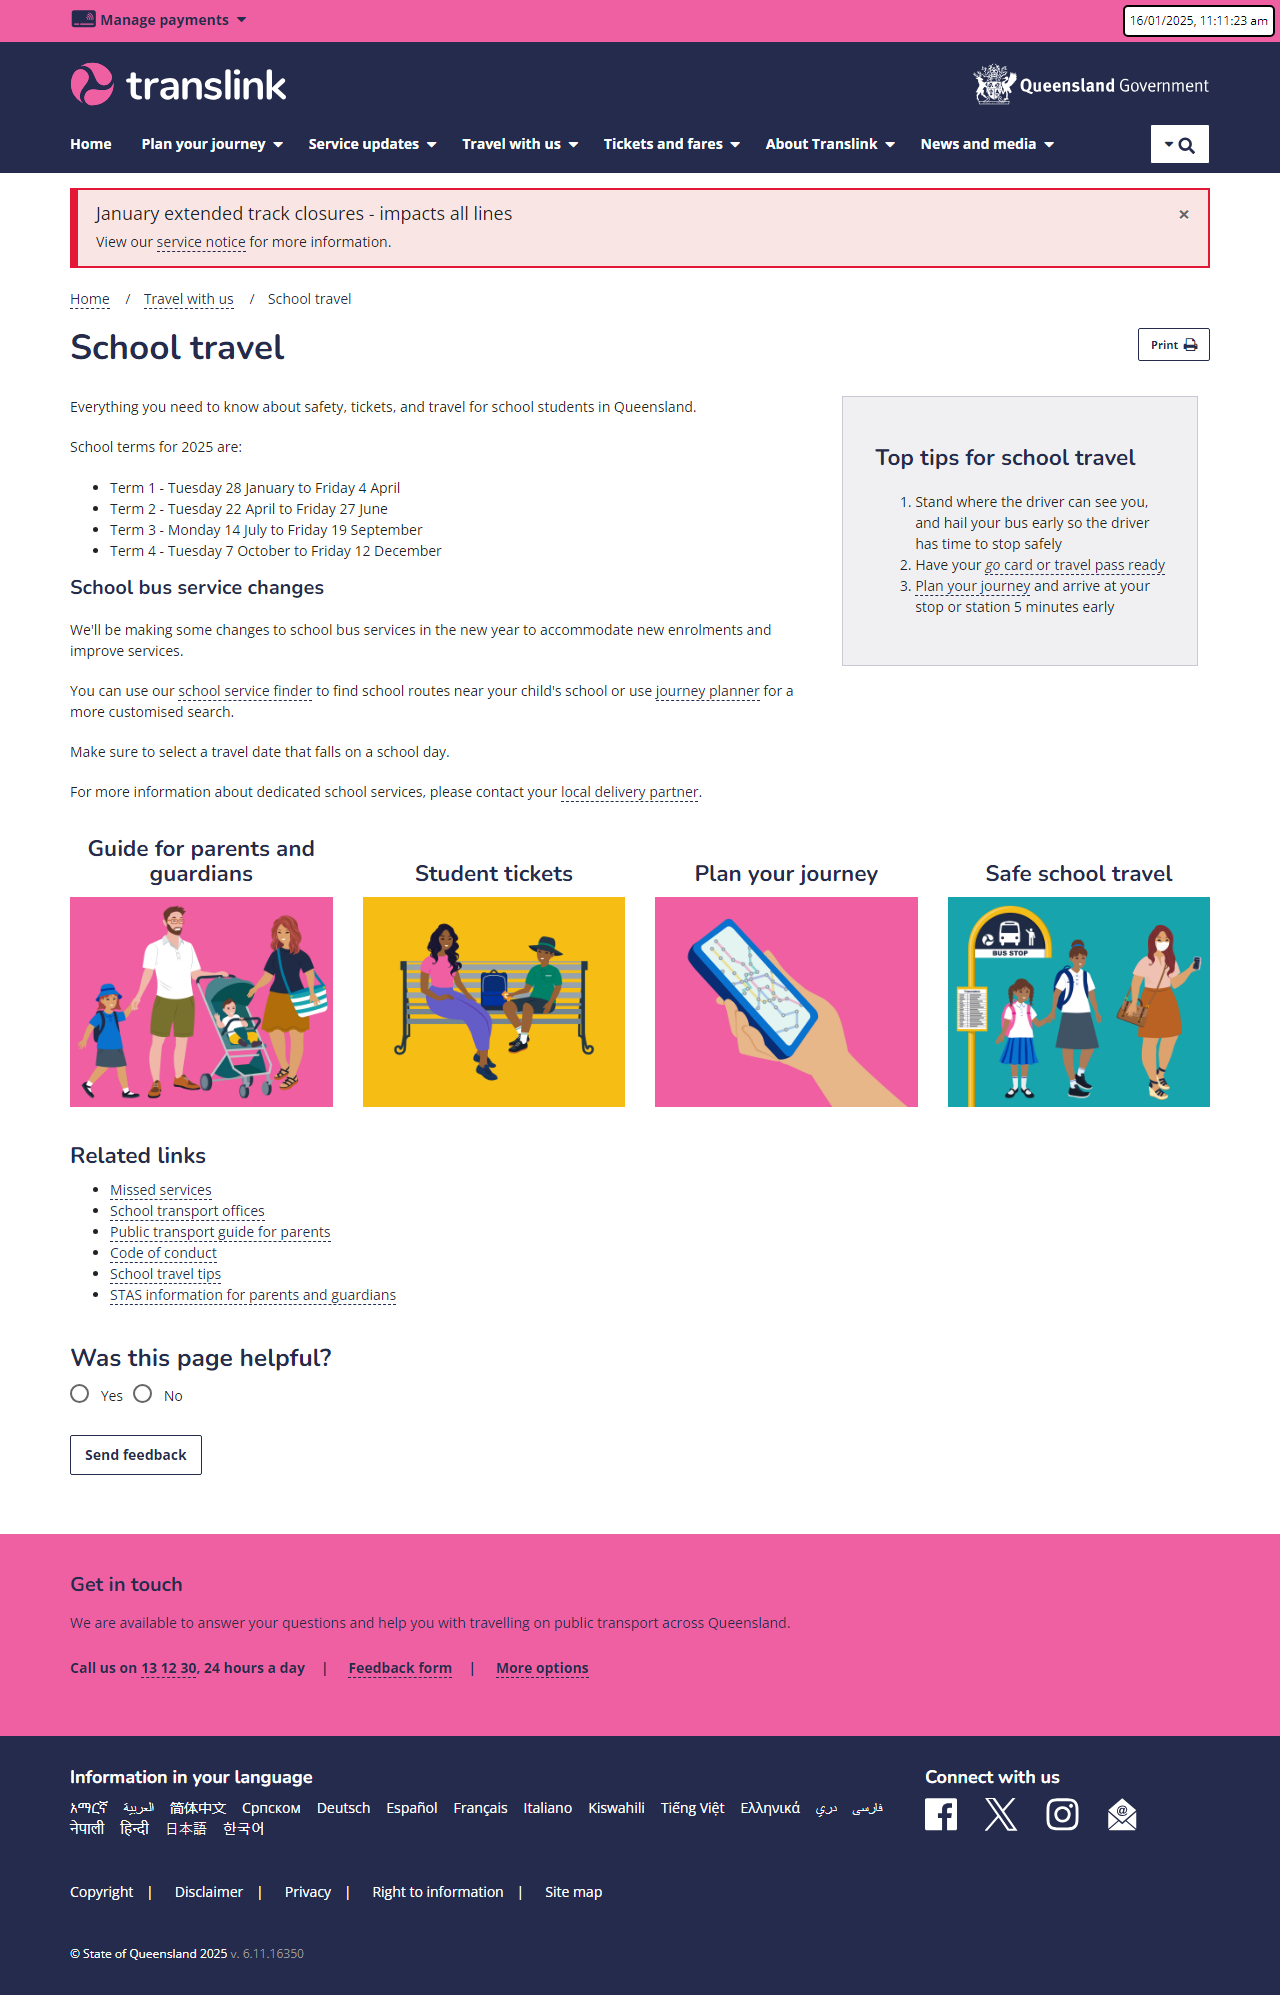 Manage payments
16/01/2025, 11:11:23 am
translink
Queensland Government
Home Plan your journey Service updates Travel with us Tickets and fares About Translink News and media
January extended track closures - impacts all lines
×
View our service notice for more information.
Home / Travel with us / School travel
School travel
Print
Everything you need to know about safety, tickets, and travel for school students in Queensland.
School terms for 2025 are:
• Term 1 - Tuesday 28 January to Friday 4 April
• Term 2 - Tuesday 22 April to Friday 27 June
• Term 3 - Monday 14 July to Friday 19 September
• Term 4 - Tuesday 7 October to Friday 12 December
School bus service changes
We'll be making some changes to school bus services in the new year to accommodate new enrolments and
improve services.
You can use our school service finder to find school routes near your child's school or use journey planner for a
more customised search.
Make sure to select a travel date that falls on a school day.
For more information about dedicated school services, please contact your local delivery partner.
Top tips for school travel
1. Stand where the driver can see you,
and hail your bus early so the driver
has time to stop safely
2. Have your go card or travel pass ready
3. Plan your journey and arrive at your
stop or station 5 minutes early
Guide for parents and
guardians
Student tickets
Plan your journey
Safe school travel
BUS STOP
Related links
• Missed services
• School transport offices
• Public transport guide for parents
• Code of conduct
• School travel tips
• STAS information for parents and guardians
Was this page helpful?
Yes No
Send feedback
Get in touch
We are available to answer your questions and help you with travelling on public transport across Queensland.
Call us on 13 12 30, 24 hours a day | Feedback form | More options
Information in your language
አማርኛ العربية 简体中文 Српском Deutsch Español Français Italiano Kiswahili Tiếng Việt Ελληνικά دري فارسی
नेपाली हिन्दी 日本語 한국어
Connect with us
Copyright | Disclaimer | Privacy | Right to information | Site map
© State of Queensland 2025 v. 6.11.16350